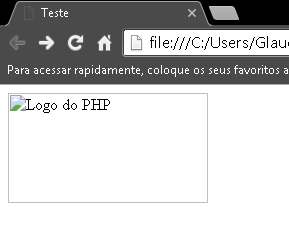 Teste
file:///C:/Users/Glau
Para acessar rapidamente, coloque os seus favoritos a
Logo do PHP